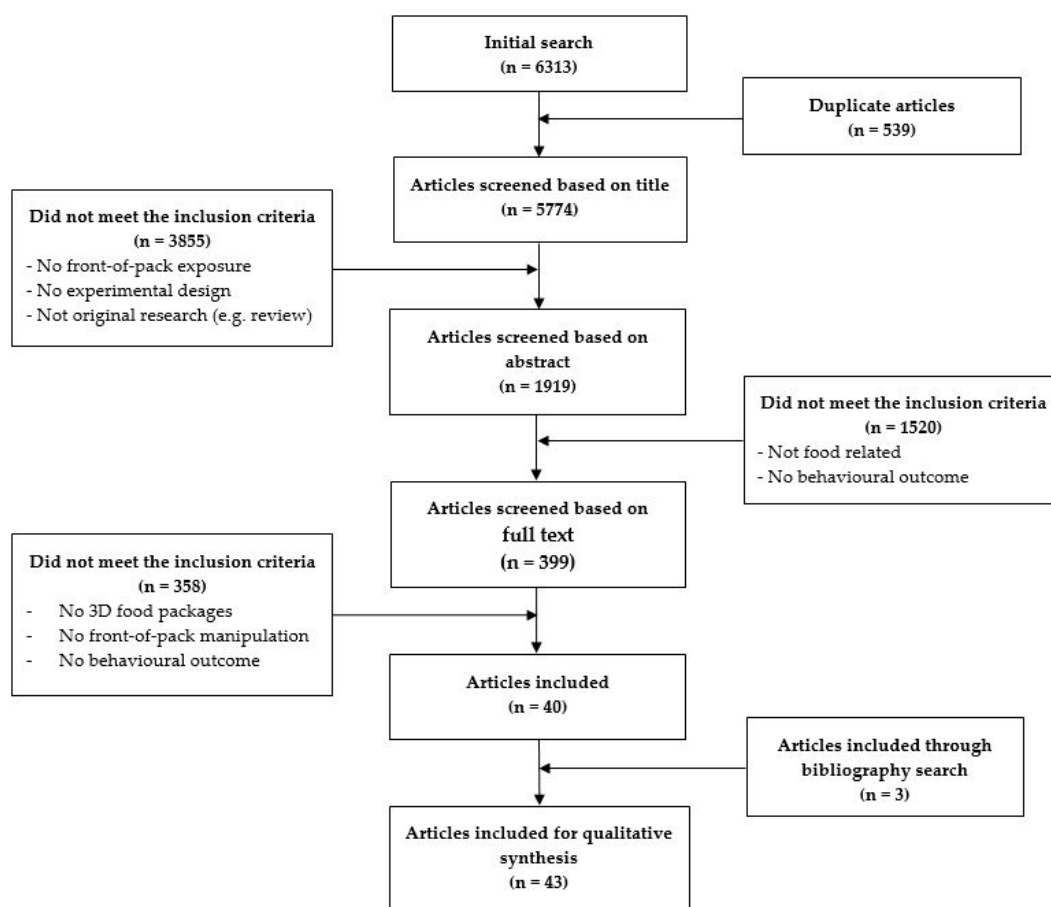 Initial search
(n = 6313)
Duplicate articles
(n = 539)
Articles screened based on title
(n = 5774)
Did not meet the inclusion criteria
(n = 3855)
- No front-of-pack exposure
- No experimental design
- Not original research (e.g. review)
Articles screened based on
abstract
(n = 1919)
Did not meet the inclusion criteria
(n = 1520)
- Not food related
- No behavioural outcome
Articles screened based on
full text
(n = 399)
Did not meet the inclusion criteria
(n = 358)
- No 3D food packages
- No front-of-pack manipulation
- No behavioural outcome
Articles included
(n = 40)
Articles included through
bibliography search
(n = 3)
Articles included for qualitative
synthesis
(n = 43)